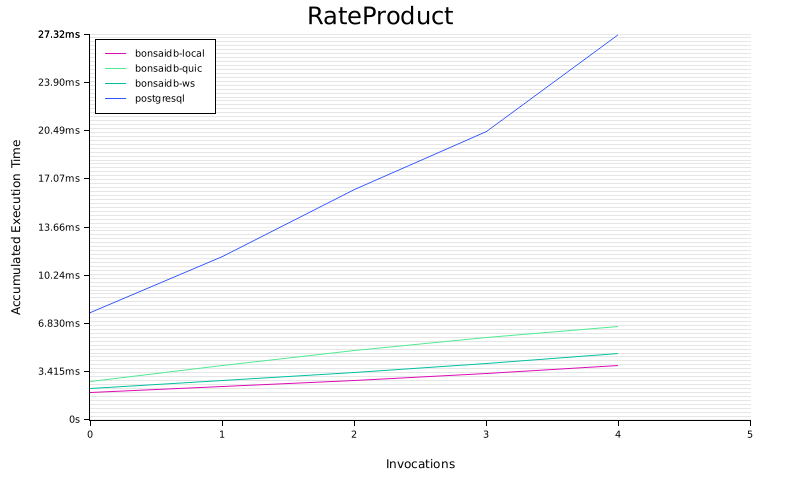 RateProduct
27.32ms
bonsaidb-local
bonsaidb-quic
bonsaidb-ws
postgresql
23.90ms
20.49ms
17.07ms
13.66ms
10.24ms
6.830ms
3.415ms
0s
Accumulated Execution Time
0 1 2 3 4 5
Invocations